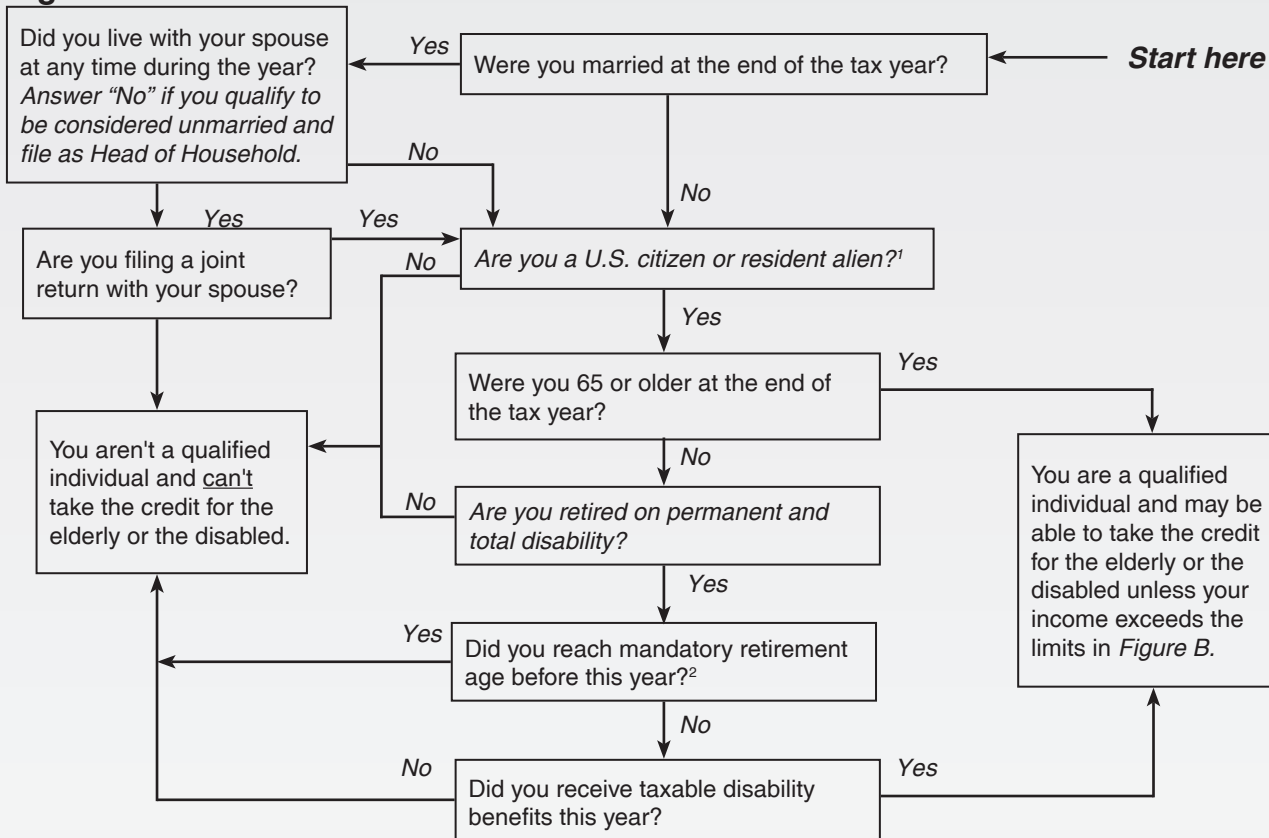 Did you live with your spouse
at any time during the year?
Answer “No” if you qualify to
be considered unmarried and
file as Head of Household.
Yes
Were you married at the end of the tax year?
Start here
No
No
Yes
Yes
Are you filing a joint
return with your spouse?
No
Are you a U.S. citizen or resident alien?¹
Yes
Were you 65 or older at the end of
the tax year?
Yes
No
You aren't a qualified
individual and can't
take the credit for the
elderly or the disabled.
No
Are you retired on permanent and
total disability?
You are a qualified
individual and may be
able to take the credit
for the elderly or the
disabled unless your
income exceeds the
limits in Figure B.
Yes
Yes
Did you reach mandatory retirement
age before this year?²
No
No
Did you receive taxable disability
benefits this year?
Yes